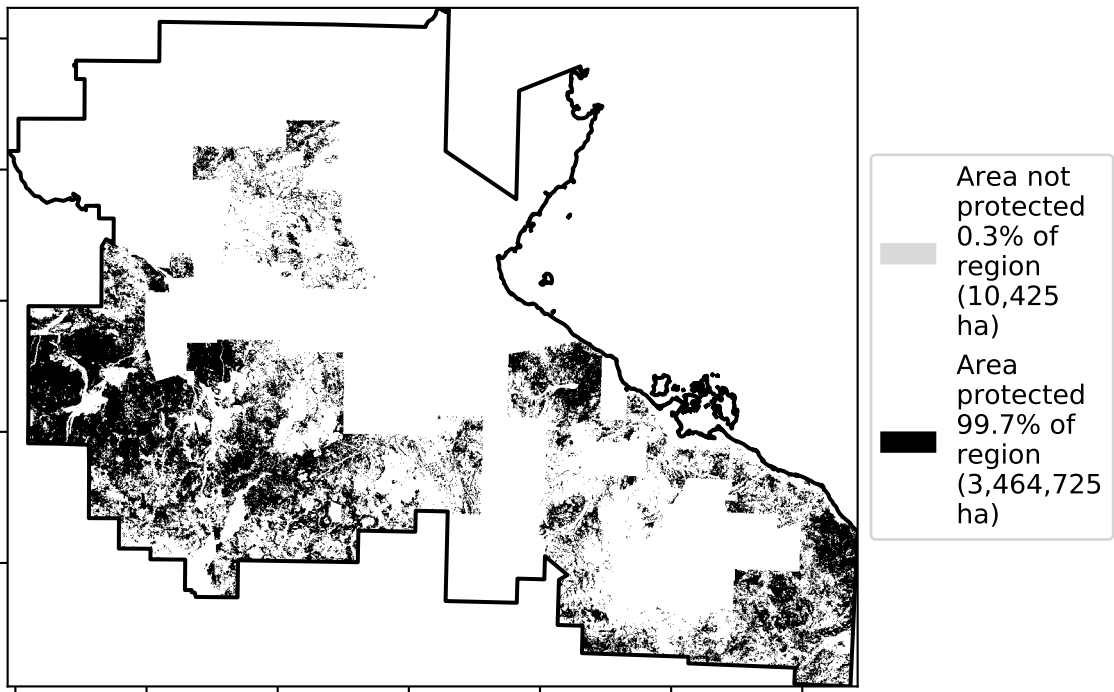 Area not
protected
0.3% of
region
(10,425
ha)
Area
protected
99.7% of
region
(3,464,725
ha)